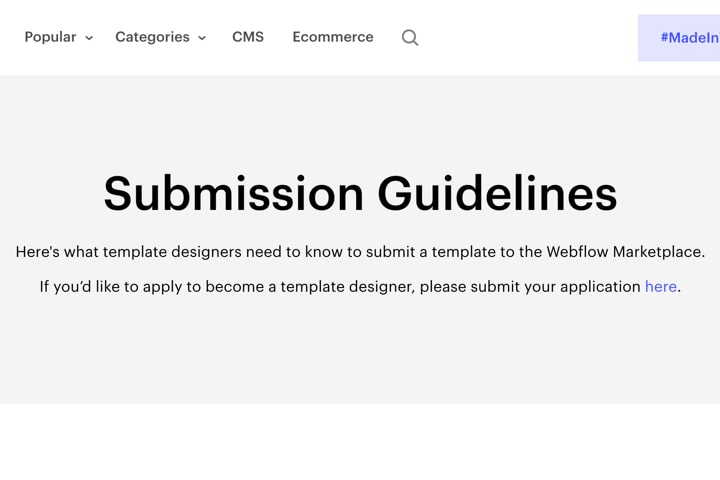 Popular Categories CMS Ecommerce #MadeIn
Submission Guidelines
Here's what template designers need to know to submit a template to the Webflow Marketplace.
If you’d like to apply to become a template designer, please submit your application here.